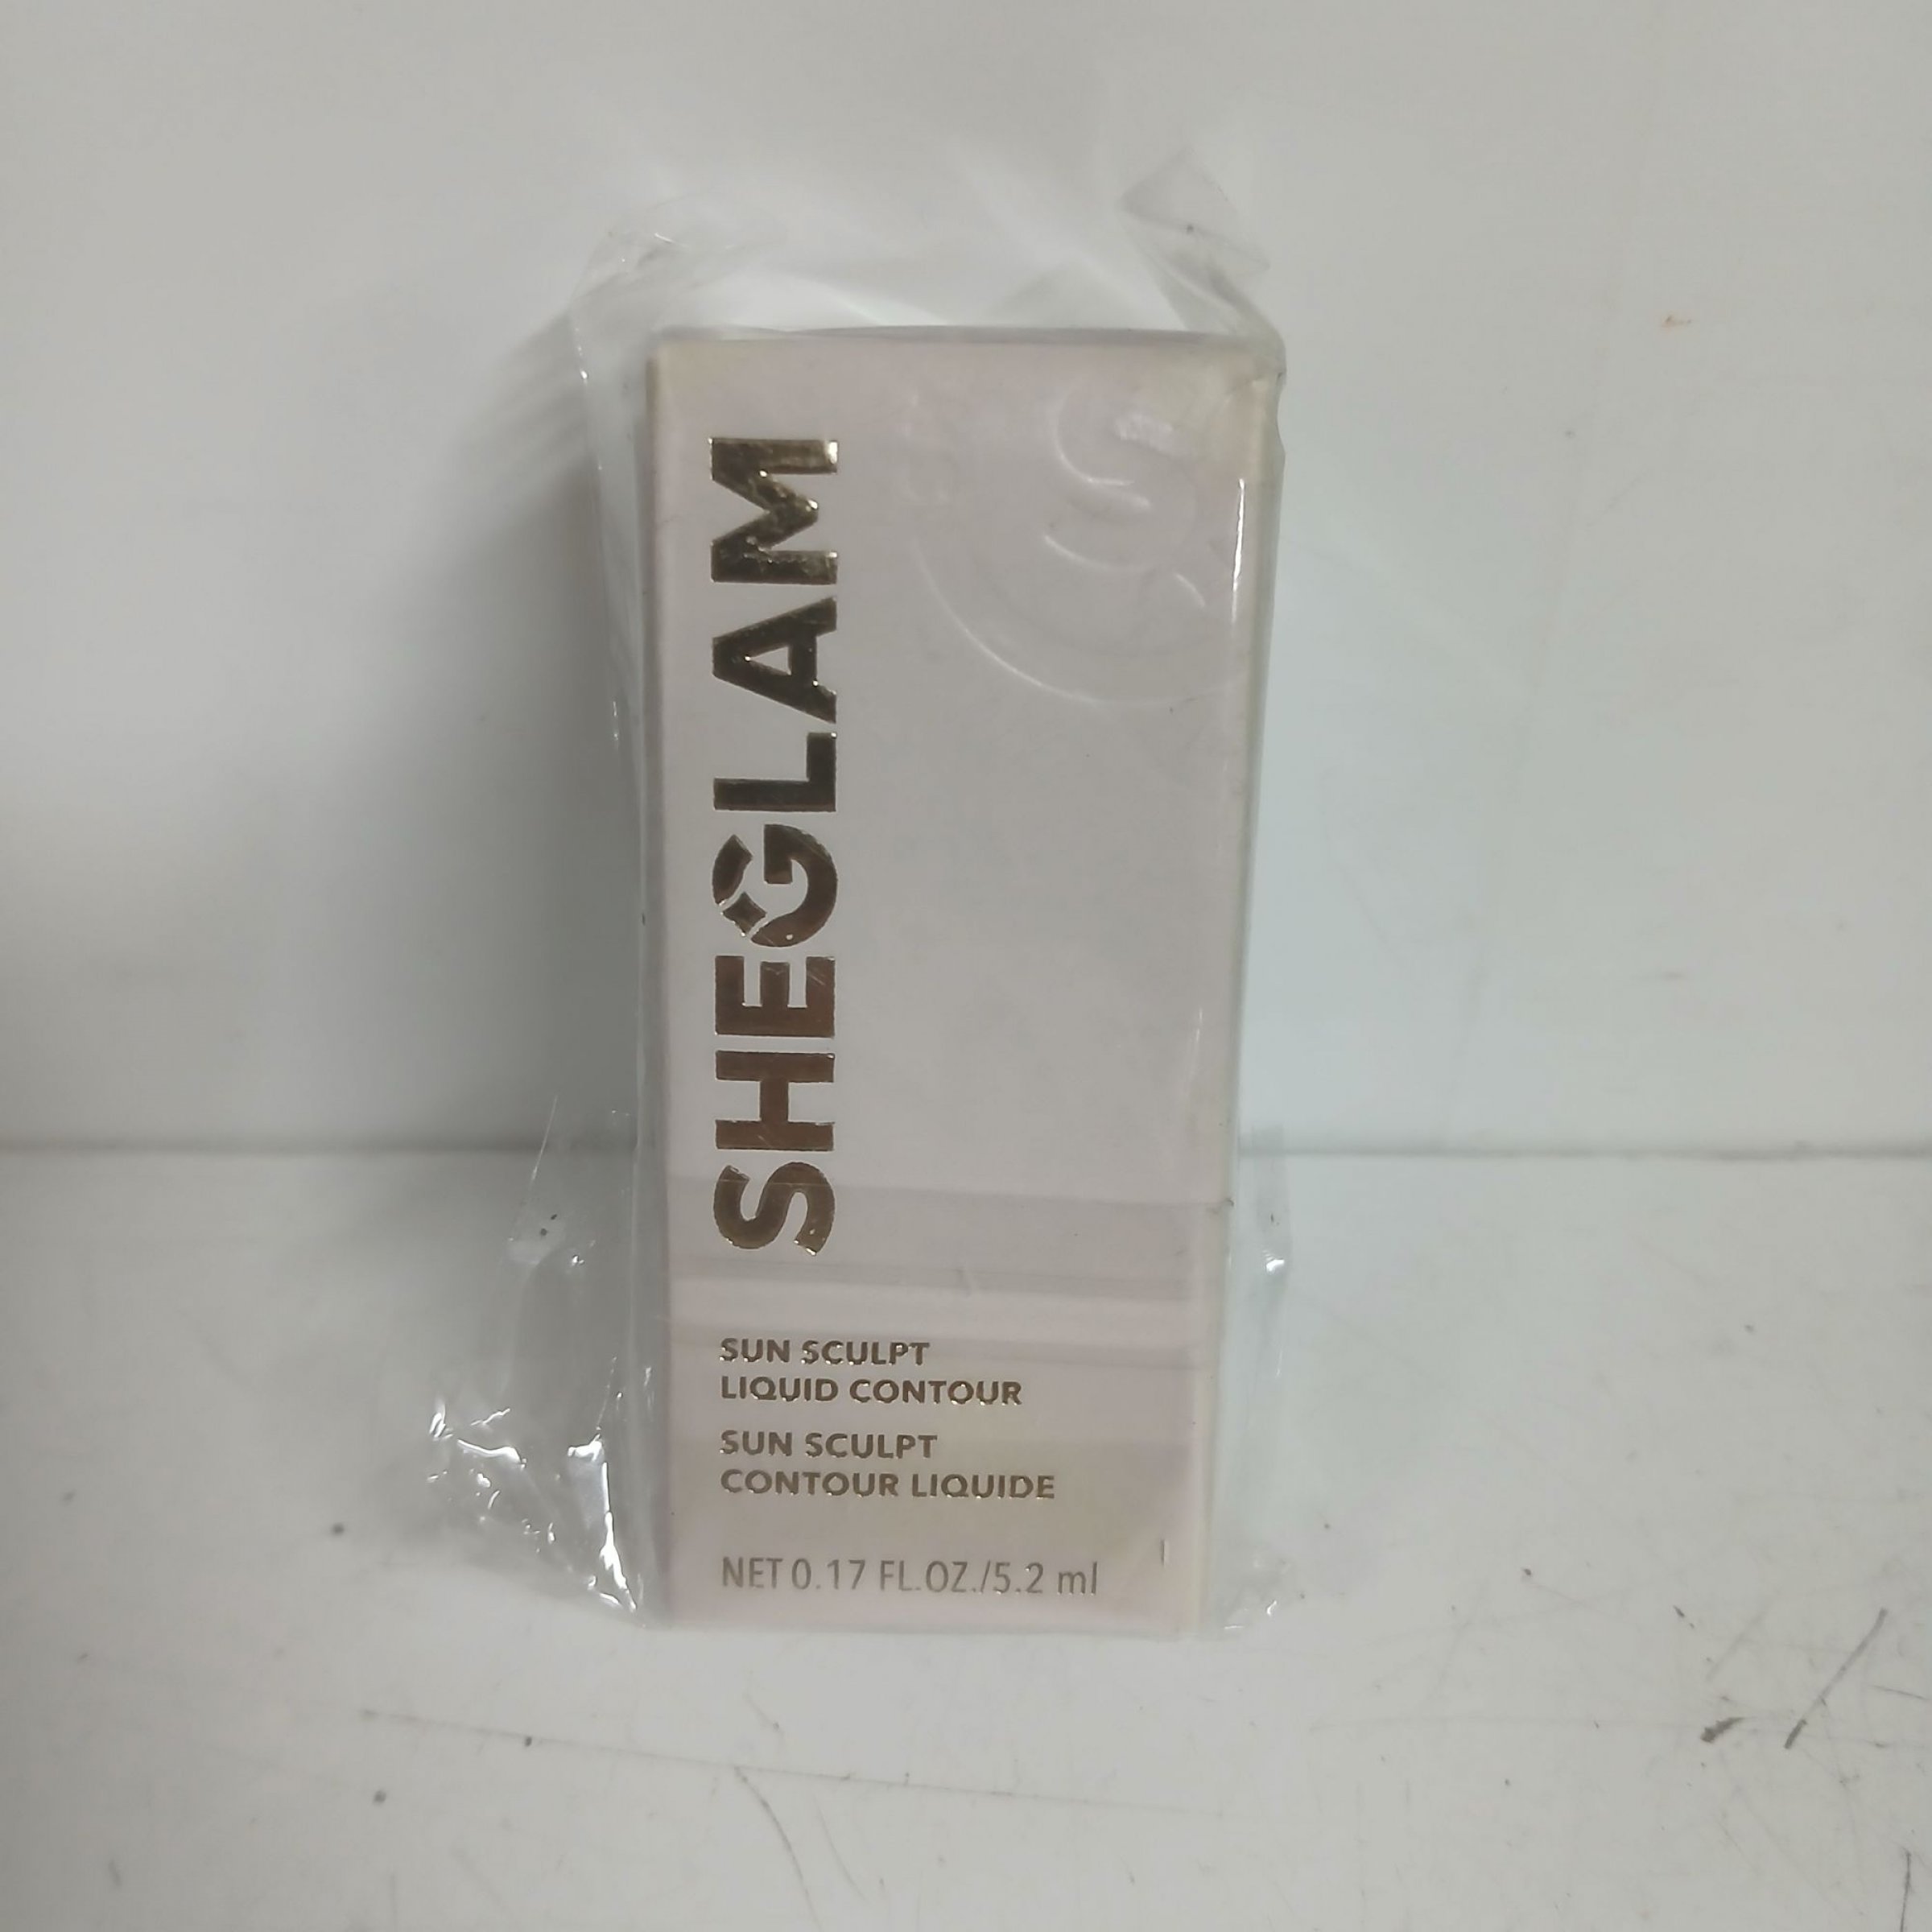 SHEGLAM
SUN SCULPT
LIQUID CONTOUR
SUN SCULPT
CONTOUR LIQUIDE
NET 0.17 FL.OZ./5.2 ml
S